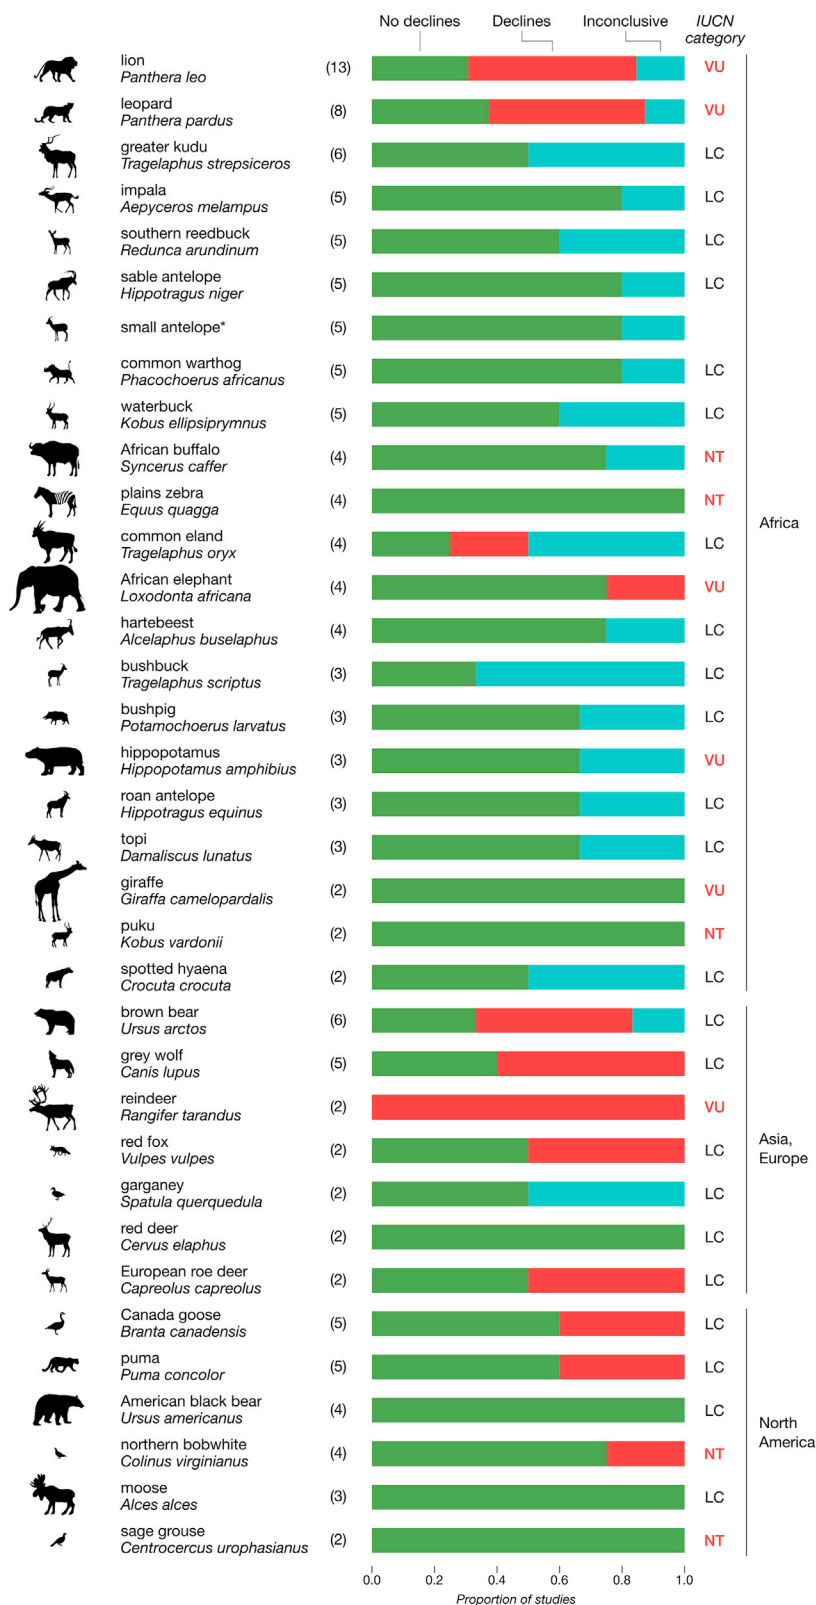 No declines Declines Inconclusive IUCN
category
lion
Panthera leo
(13)
VU
leopard
Panthera pardus
(8)
VU
greater kudu
Tragelaphus strepsiceros
(6)
LC
impala
Aepyceros melampus
(5)
LC
southern reedbuck
Redunca arundinum
(5)
LC
sable antelope
Hippotragus niger
(5)
LC
small antelope*
(5)
common warthog
Phacochoerus africanus
(5)
LC
waterbuck
Kobus ellipsiprymnus
(5)
LC
African buffalo
Syncerus caffer
(4)
NT
plains zebra
Equus quagga
(4)
NT
common eland
Tragelaphus oryx
(4)
LC
African elephant
Loxodonta africana
(4)
VU
hartebeest
Alcelaphus buselaphus
(4)
LC
bushbuck
Tragelaphus scriptus
(3)
LC
bushpig
Potamochoerus larvatus
(3)
LC
hippopotamus
Hippopotamus amphibius
(3)
VU
roan antelope
Hippotragus equinus
(3)
LC
topi
Damaliscus lunatus
(3)
LC
giraffe
Giraffa camelopardalis
(2)
VU
puku
Kobus vardonii
(2)
NT
spotted hyaena
Crocuta crocuta
(2)
LC
Africa
brown bear
Ursus arctos
(6)
LC
grey wolf
Canis lupus
(5)
LC
reindeer
Rangifer tarandus
(2)
VU
red fox
Vulpes vulpes
(2)
LC
garganey
Spatula querquedula
(2)
LC
red deer
Cervus elaphus
(2)
LC
European roe deer
Capreolus capreolus
(2)
LC
Asia,
Europe
Canada goose
Branta canadensis
(5)
LC
puma
Puma concolor
(5)
LC
American black bear
Ursus americanus
(4)
LC
northern bobwhite
Colinus virginianus
(4)
NT
moose
Alces alces
(3)
LC
sage grouse
Centrocercus urophasianus
(2)
NT
North
America
0.0 0.2 0.4 0.6 0.8 1.0
Proportion of studies